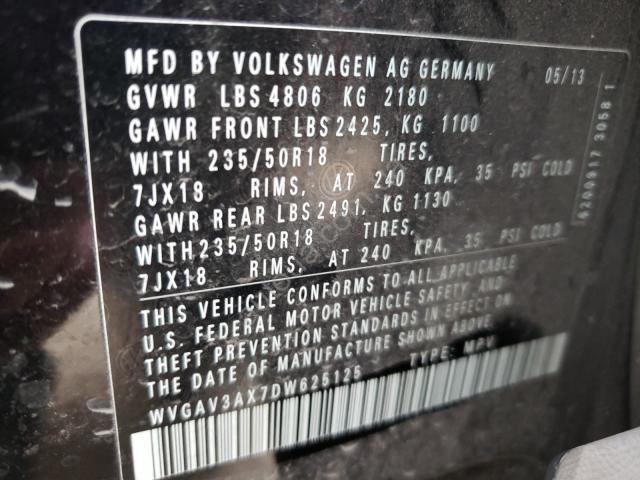 MFD BY VOLKSWAGEN AG GERMANY 05/13
GVWR LBS 4806 KG 2180
GAWR FRONT LBS 2425, KG 1100
WITH 235/50R18 TIRES,
7JX18 RIMS, AT 240 KPA, 35 PSI COLD
GAWR REAR LBS 2491, KG 1130
WITH 235/50R18 TIRES,
7JX18 RIMS, AT 240 KPA, 35 PSI COLD
THIS VEHICLE CONFORMS TO ALL APPLICABLE
U.S. FEDERAL MOTOR VEHICLE SAFETY, AND
THEFT PREVENTION STANDARDS IN EFFECT ON
THE DATE OF MANUFACTURE SHOWN ABOVE.
WVGAV3AX7DW625125 TYPE: MPV
0200917 3058 1